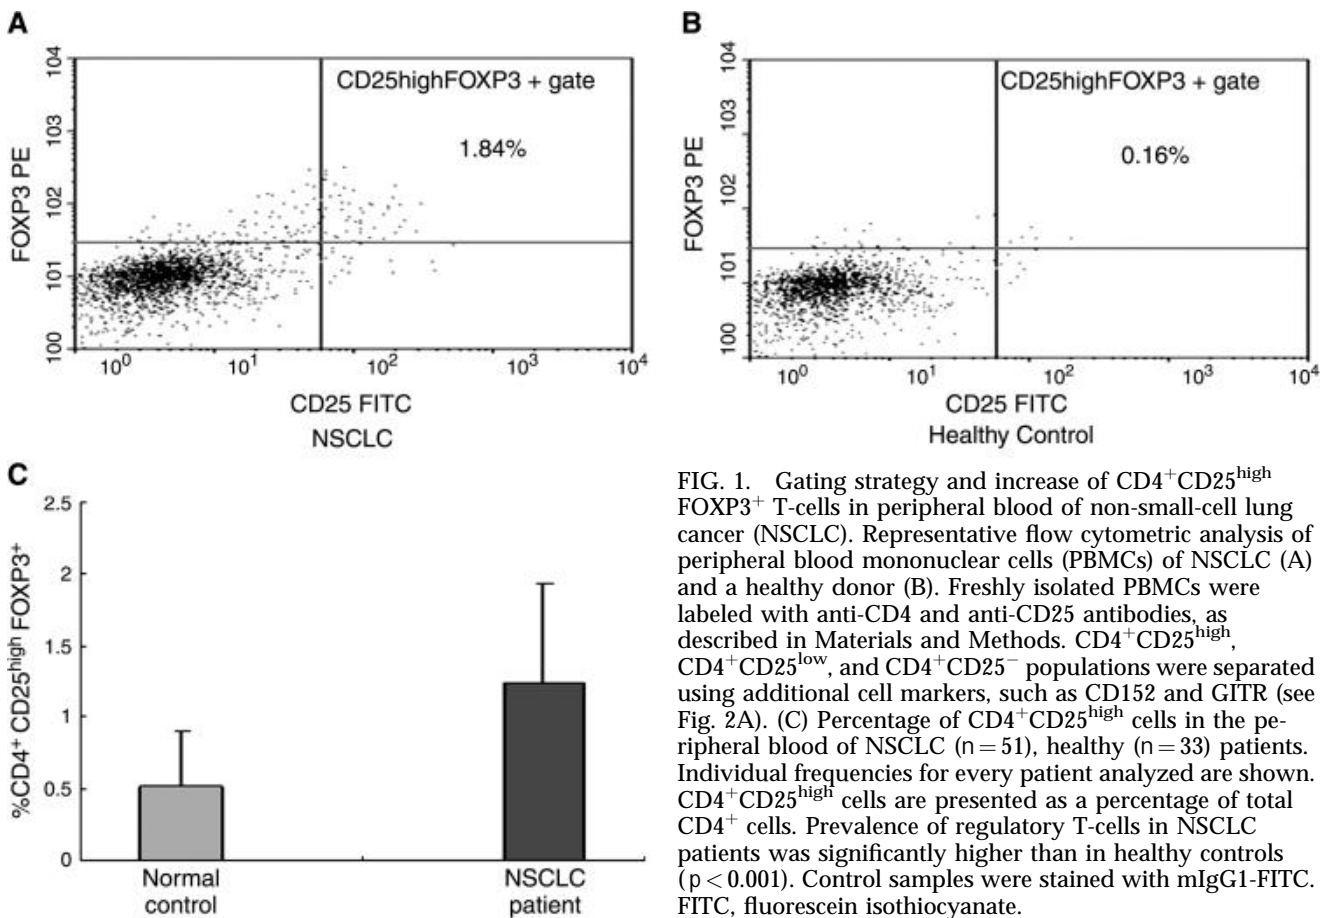 A
104
103
102
101
100
FOXP3 PE
CD25highFOXP3 + gate
1.84%
10⁰ 10¹ 10² 10³ 10⁴
CD25 FITC
NSCLC
B
104
103
102
101
100
FOXP3 PE
CD25highFOXP3 + gate
0.16%
10⁰ 10¹ 10² 10³ 10⁴
CD25 FITC
Healthy Control
C
2.5
2
1.5
1
0.5
0
%CD4⁺ CD25ʰⁱᵍʰ FOXP3⁺
Normal
control
NSCLC
patient
FIG. 1. Gating strategy and increase of CD4⁺CD25ʰⁱᵍʰ
FOXP3⁺ T-cells in peripheral blood of non-small-cell lung
cancer (NSCLC). Representative flow cytometric analysis of
peripheral blood mononuclear cells (PBMCs) of NSCLC (A)
and a healthy donor (B). Freshly isolated PBMCs were
labeled with anti-CD4 and anti-CD25 antibodies, as
described in Materials and Methods. CD4⁺CD25ʰⁱᵍʰ,
CD4⁺CD25ˡᵒʷ, and CD4⁺CD25⁻ populations were separated
using additional cell markers, such as CD152 and GITR (see
Fig. 2A). (C) Percentage of CD4⁺CD25ʰⁱᵍʰ cells in the pe-
ripheral blood of NSCLC (n = 51), healthy (n = 33) patients.
Individual frequencies for every patient analyzed are shown.
CD4⁺CD25ʰⁱᵍʰ cells are presented as a percentage of total
CD4⁺ cells. Prevalence of regulatory T-cells in NSCLC
patients was significantly higher than in healthy controls
(p < 0.001). Control samples were stained with mIgG1-FITC.
FITC, fluorescein isothiocyanate.